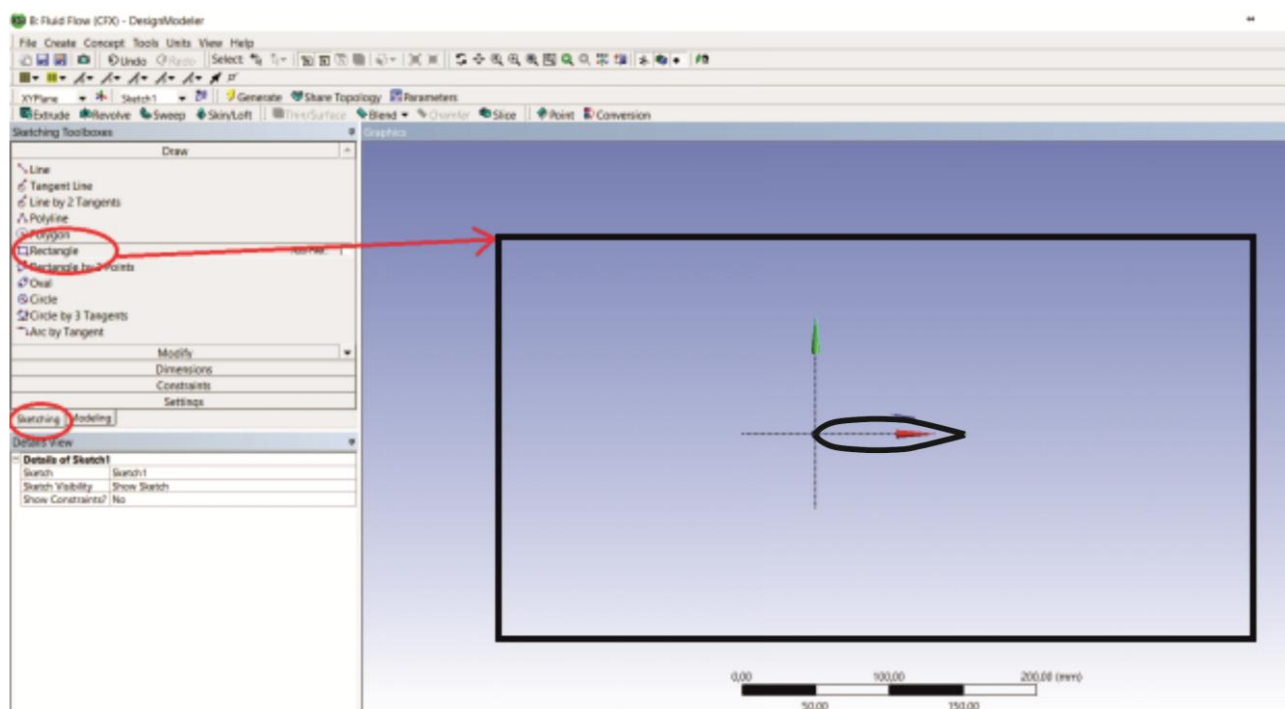 B: Fluid Flow (CFX) - DesignModeler
File Create Concept Tools Units View Help
Undo Redo Select:
XYPlane Sketch1 Generate Share Topology Parameters
Extrude Revolve Sweep Skin/Loft Thin/Surface Blend Chamfer Slice Point Conversion
Sketching Toolboxes
Graphics
Draw
Line
Tangent Line
Line by 2 Tangents
Polyline
Polygon
Rectangle
Rectangle by 3 Points
Oval
Circle
Circle by 3 Tangents
Arc by Tangent
Modify
Dimensions
Constraints
Settings
Sketching Modeling
Details View
Details of Sketch1
Sketch Sketch1
Sketch Visibility Show Sketch
Show Constraints? No
0,00 100,00 200,00 (mm)
50,00 150,00